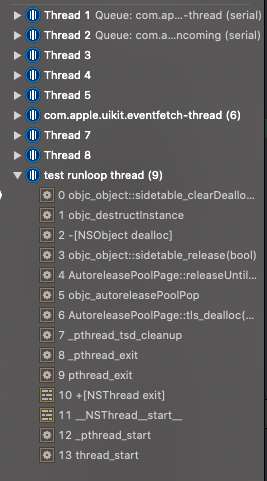 Thread 1 Queue: com.ap...-thread (serial)
Thread 2 Queue: com.a...ncoming (serial)
Thread 3
Thread 4
Thread 5
com.apple.uikit.eventfetch-thread (6)
Thread 7
Thread 8
test runloop thread (9)
0 objc_object::sidetable_clearDeallo...
1 objc_destructInstance
2 -[NSObject dealloc]
3 objc_object::sidetable_release(bool)
4 AutoreleasePoolPage::releaseUntil...
5 objc_autoreleasePoolPop
6 AutoreleasePoolPage::tls_dealloc(...
7 _pthread_tsd_cleanup
8 _pthread_exit
9 pthread_exit
10 +[NSThread exit]
11 __NSThread__start__
12 _pthread_start
13 thread_start